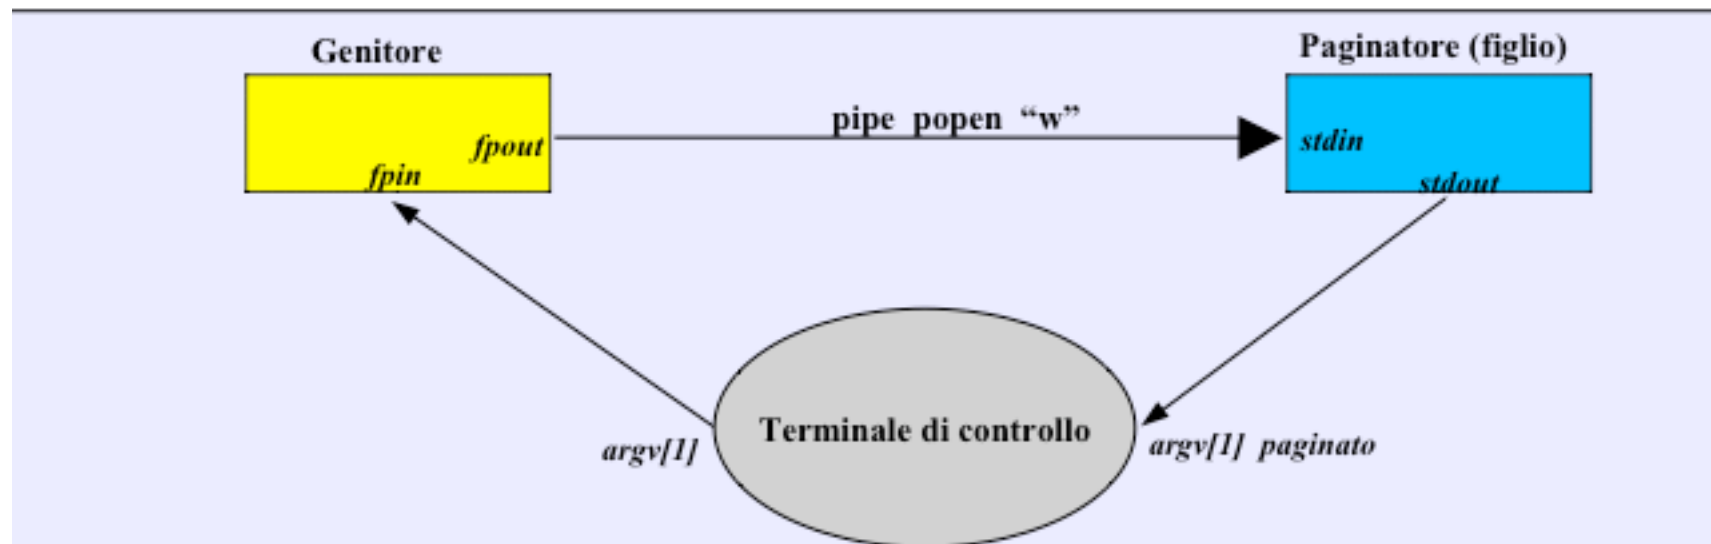 Genitore
Paginatore (figlio)
pipe popen “w”
fpout
fpin
stdin
stdout
Terminale di controllo
argv[1]
argv[1] paginato